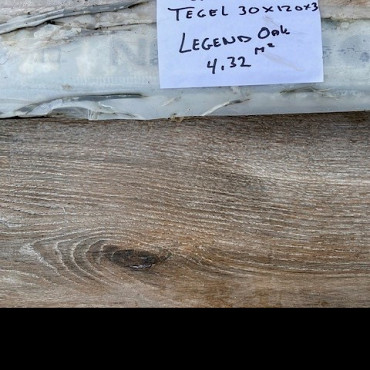 TEGEL 30x120x3
LEGEND Oak
4.32 M²